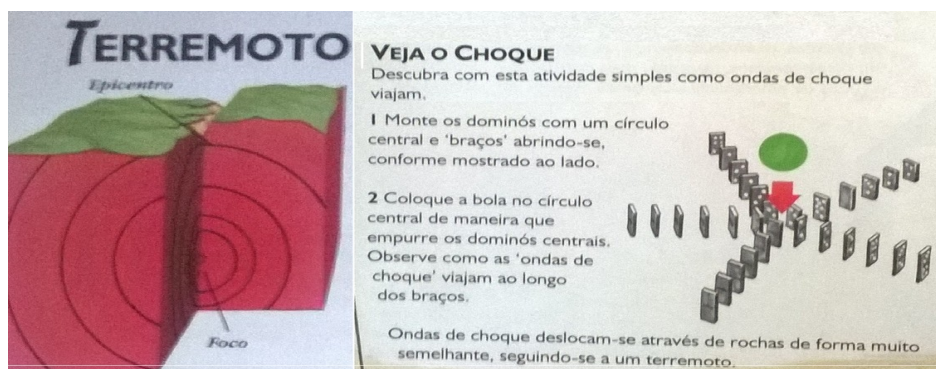 TERREMOTO
Epicentro
Foco
VEJA O CHOQUE
Descubra com esta atividade simples como ondas de choque
viajam.
1 Monte os dominós com um círculo
central e 'braços' abrindo-se,
conforme mostrado ao lado.
2 Coloque a bola no círculo
central de maneira que
empurre os dominós centrais.
Observe como as 'ondas de
choque' viajam ao longo
dos braços.
Ondas de choque deslocam-se através de rochas de forma muito
semelhante, seguindo-se a um terremoto.